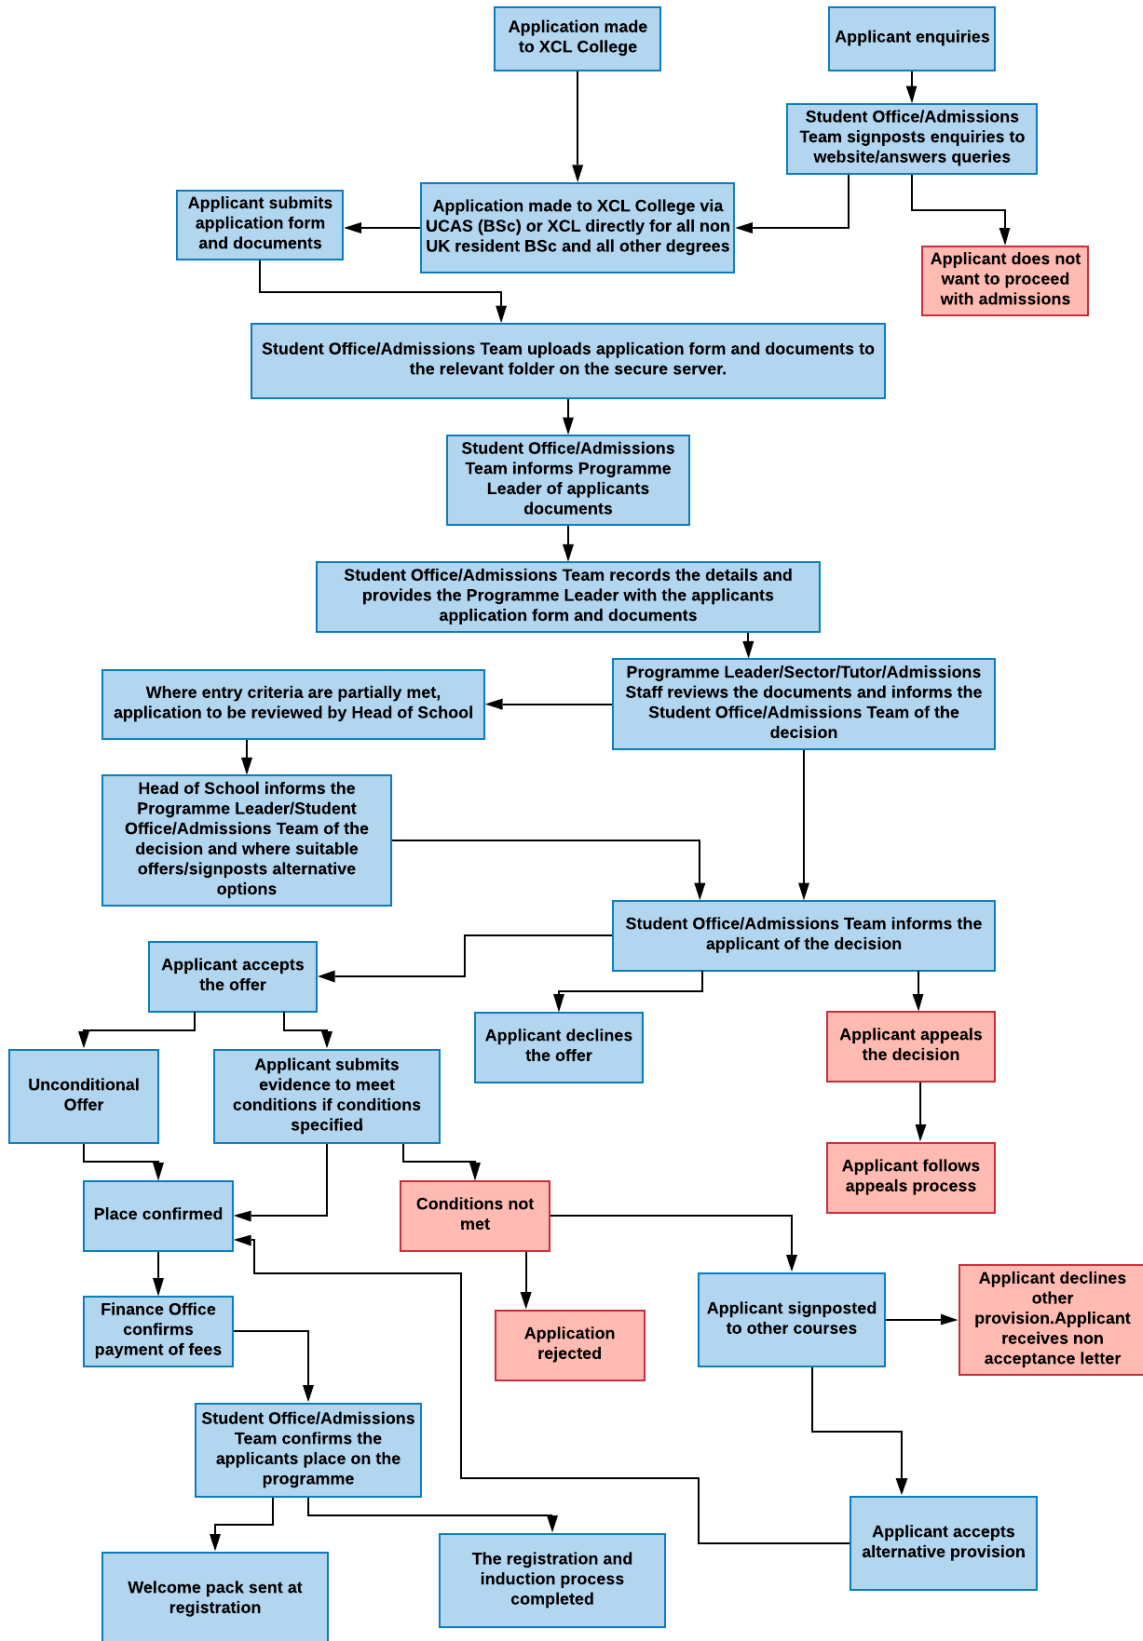 Application made
to XCL College
Applicant enquiries
Student Office/Admissions
Team signposts enquiries to
website/answers queries
Applicant submits
application form
and documents
Application made to XCL College via
UCAS (BSc) or XCL directly for all non
UK resident BSc and all other degrees
Applicant does not
want to proceed
with admissions
Student Office/Admissions Team uploads application form and documents to
the relevant folder on the secure server.
Student Office/Admissions
Team informs Programme
Leader of applicants
documents
Student Office/Admissions Team records the details and
provides the Programme Leader with the applicants
application form and documents
Where entry criteria are partially met,
application to be reviewed by Head of School
Programme Leader/Sector/Tutor/Admissions
Staff reviews the documents and informs the
Student Office/Admissions Team of the
decision
Head of School informs the
Programme Leader/Student
Office/Admissions Team of the
decision and where suitable
offers/signposts alternative
options
Student Office/Admissions Team informs the
applicant of the decision
Applicant accepts
the offer
Applicant declines
the offer
Applicant appeals
the decision
Unconditional
Offer
Applicant submits
evidence to meet
conditions if conditions
specified
Applicant follows
appeals process
Place confirmed
Conditions not
met
Finance Office
confirms
payment of fees
Application
rejected
Applicant signposted
to other courses
Applicant declines
other
provision.Applicant
receives non
acceptance letter
Student Office/Admissions
Team confirms the
applicants place on the
programme
Applicant accepts
alternative provision
Welcome pack sent at
registration
The registration and
induction process
completed